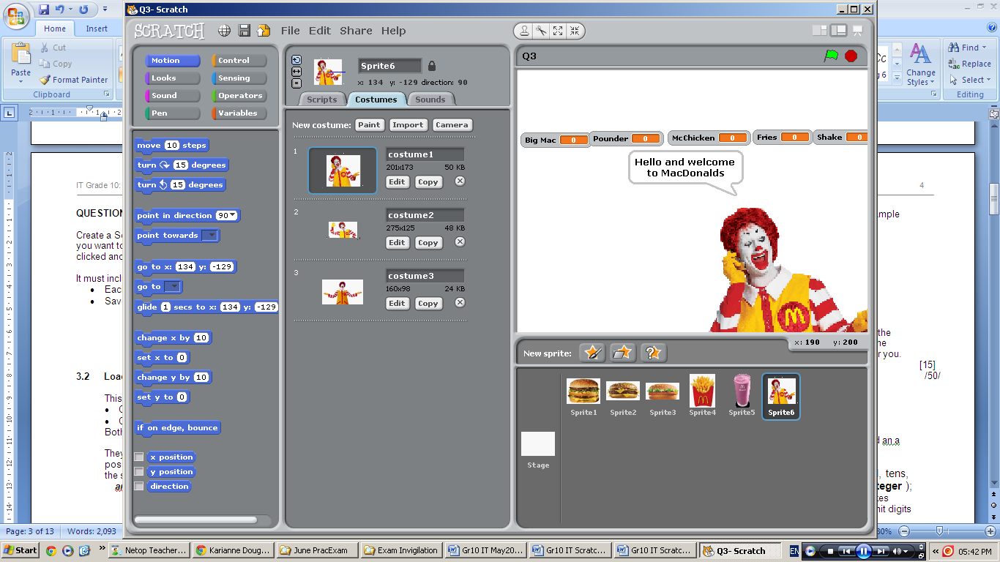 Q3- Scratch
Home
Insert
Cut
Copy
Format Painter
Paste
Clipboard
SCRATCH
File Edit Share Help
Find
Replace
Select
Change
Styles
Editing
Motion
Control
Looks
Sensing
Sound
Operators
Pen
Variables
Sprite6
x: 134 y: -129 direction: 90
Scripts
Costumes
Sounds
New costume:
Paint
Import
Camera
1
costume1
201x173 50 KB
Edit
Copy
2
costume2
275x125 48 KB
Edit
Copy
3
costume3
160x98 24 KB
Edit
Copy
move 10 steps
turn 15 degrees
turn 15 degrees
point in direction 90
point towards
go to x: 134 y: -129
go to
glide 1 secs to x: 134 y: -129
change x by 10
set x to 0
change y by 10
set y to 0
if on edge, bounce
x position
y position
direction
Q3
Big Mac 0
Pounder 0
McChicken 0
Fries 0
Shake 0
Hello and welcome
to MacDonalds
x: 190 y: 200
New sprite:
Sprite1
Sprite2
Sprite3
Sprite4
Sprite5
Sprite6
Stage
IT Grade 10:
4
QUESTION
Create a S
you want to
clicked and
It must incl
Eac
Sav
3.2 Load
This
Both
They
pos
the s
the
[15]
/50/
an a
, tens,
nteger );
nit digits
Page: 3 of 13
Words: 2,093
Start
Netop Teacher...
Karianne Doug...
June PracExam
Exam Invigilation
Gr10 IT May20...
Gr10 IT Scratc...
Gr10 IT Scratc...
Q3- Scratch
EN
05:42 PM